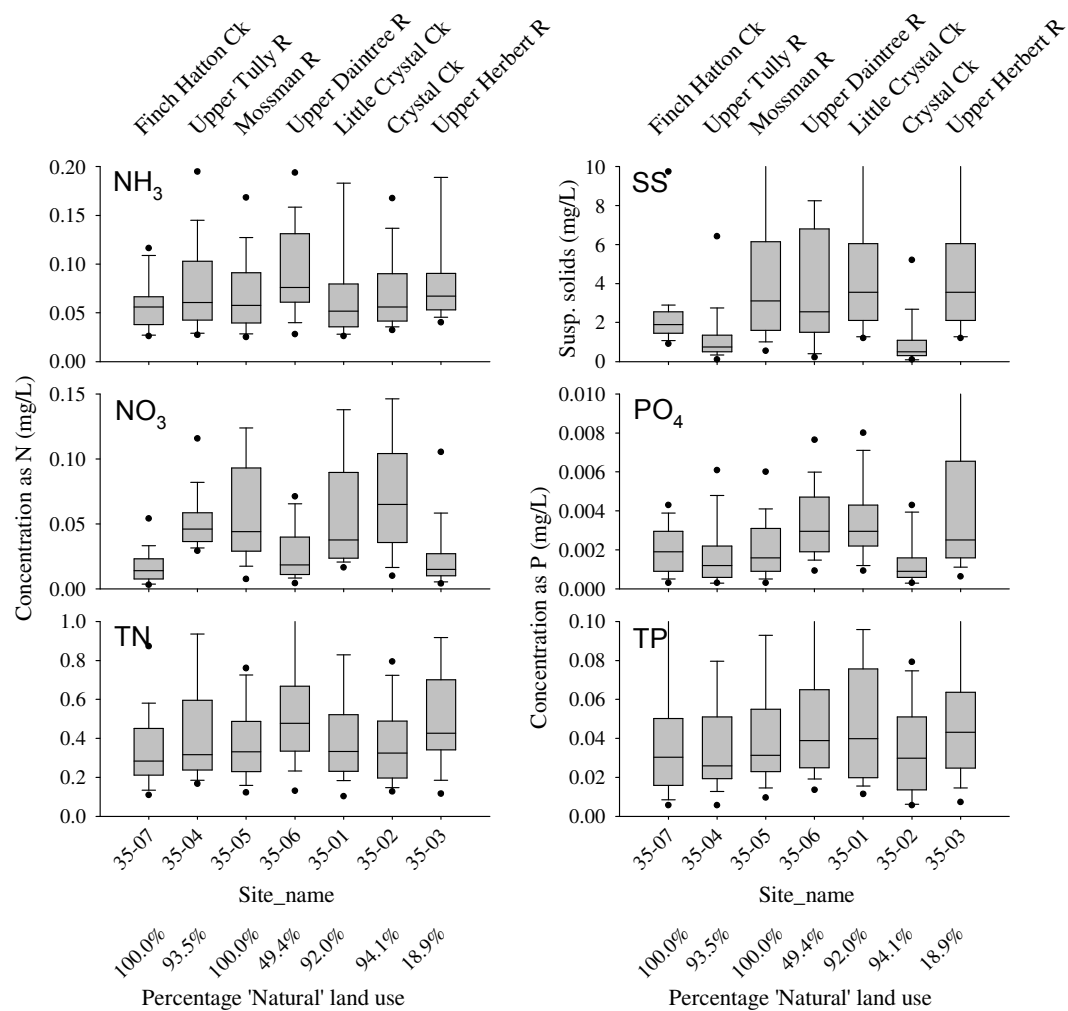 Finch Hatton Ck
Upper Tully R
Mossman R
Upper Daintree R
Little Crystal Ck
Crystal Ck
Upper Herbert R
Finch Hatton Ck
Upper Tully R
Mossman R
Upper Daintree R
Little Crystal Ck
Crystal Ck
Upper Herbert R
NH3
0.20
0.15
0.10
0.05
0.00
SS
Susp. solids (mg/L)
10
8
6
4
2
0
Concentration as N (mg/L)
NO3
0.15
0.10
0.05
0.00
Concentration as P (mg/L)
PO4
0.010
0.008
0.006
0.004
0.002
0.000
TN
1.0
0.8
0.6
0.4
0.2
0.0
TP
0.10
0.08
0.06
0.04
0.02
0.00
35-07
35-04
35-05
35-06
35-01
35-02
35-03
35-07
35-04
35-05
35-06
35-01
35-02
35-03
Site_name
Site_name
100.0%
93.5%
100.0%
49.4%
92.0%
94.1%
18.9%
100.0%
93.5%
100.0%
49.4%
92.0%
94.1%
18.9%
Percentage 'Natural' land use
Percentage 'Natural' land use